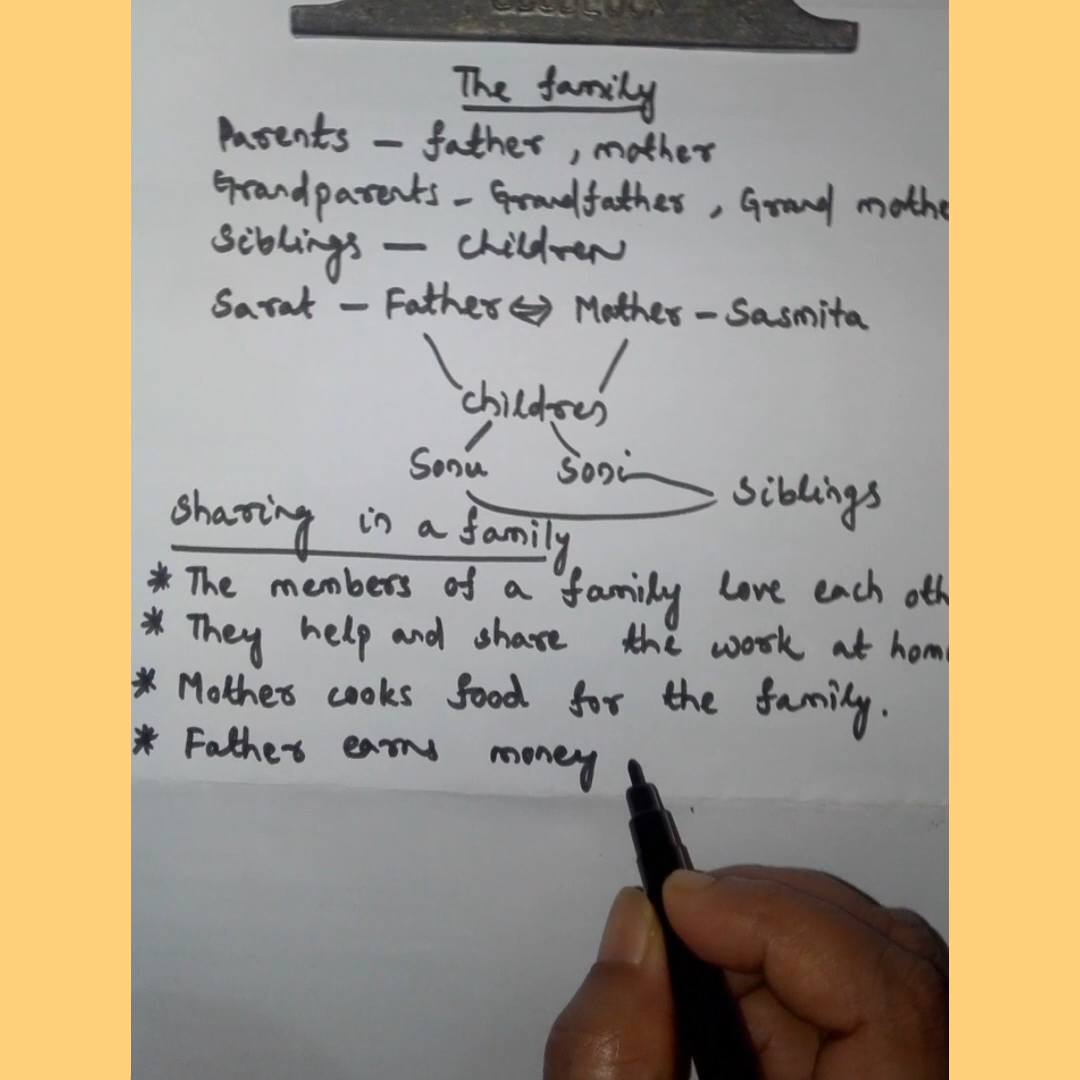 The family
Parents – father , mother
Grandparents – Grandfather , Grand mothe
Siblings – children
Sarat – Father ⇔ Mother – Sasmita
children
Sonu Soni
Siblings
Sharing in a family
* The members of a family love each oth
* They help and share the work at hom
* Mother cooks food for the family.
* Father earns money